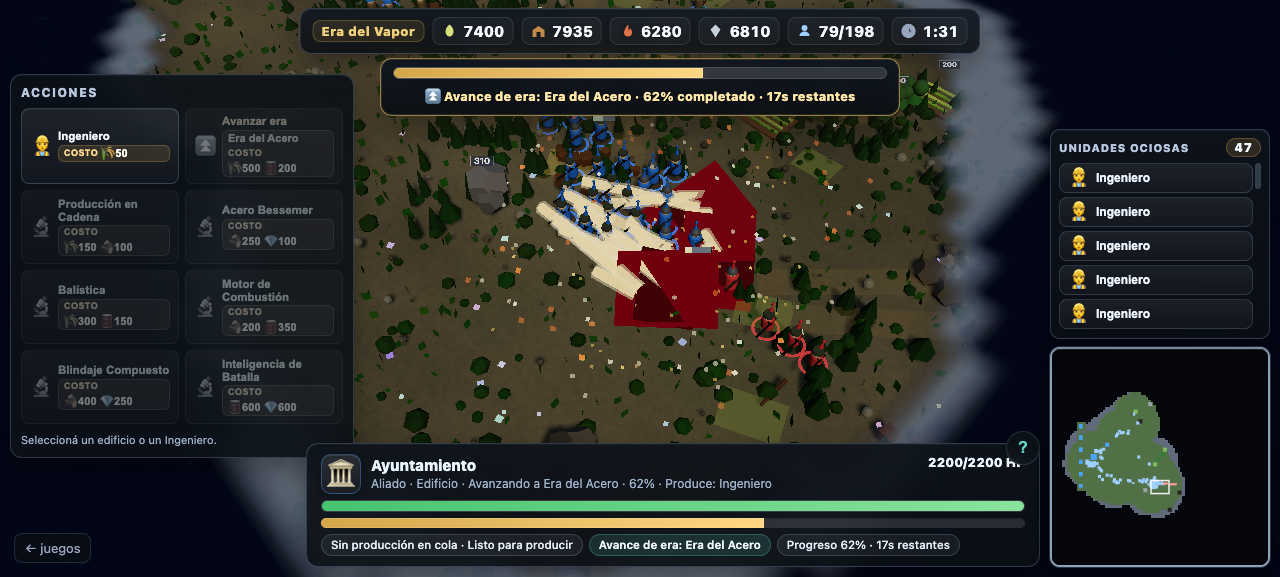 Era del Vapor 7400 7935 6280 6810 79/198 1:31
Avance de era: Era del Acero · 62% completado · 17s restantes
200
310
ACCIONES
Ingeniero
COSTO 50
Avanzar era
Era del Acero
COSTO
500 200
Producción en
Cadena
COSTO
150 100
Acero Bessemer
COSTO
250 100
Balística
COSTO
300 150
Motor de
Combustión
COSTO
200 350
Blindaje Compuesto
COSTO
400 250
Inteligencia de
Batalla
COSTO
600 600
Seleccioná un edificio o un Ingeniero.
UNIDADES OCIOSAS 47
Ingeniero
Ingeniero
Ingeniero
Ingeniero
Ingeniero
?
Ayuntamiento 2200/2200
Aliado · Edificio · Avanzando a Era del Acero · 62% · Produce: Ingeniero
Sin producción en cola · Listo para producir Avance de era: Era del Acero Progreso 62% · 17s restantes
← juegos